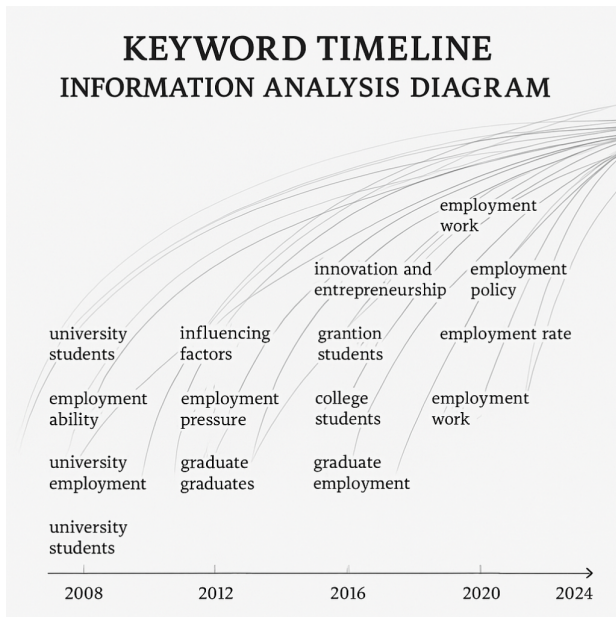 KEYWORD TIMELINE
INFORMATION ANALYSIS DIAGRAM
employment
work
innovation and
entrepreneurship
employment
policy
university
students
influencing
factors
grantion
students
employment rate
employment
ability
employment
pressure
college
students
employment
work
university
employment
graduate
graduates
graduate
employment
university
students
2008 2012 2016 2020 2024